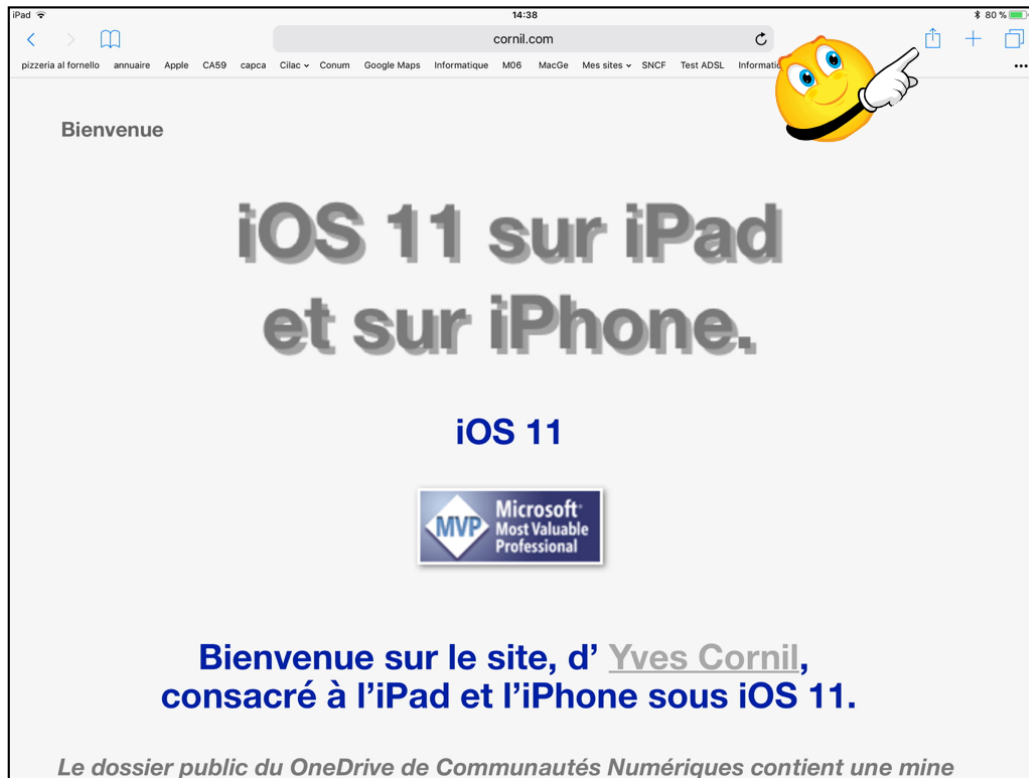 iPad 14:38 80 %
cornil.com
pizzeria al fornello annuaire Apple CA59 capca Cilac Conum Google Maps Informatique M06 MacGe Mes sites SNCF Test ADSL
Bienvenue
iOS 11 sur iPad
et sur iPhone.
iOS 11
MVP
Microsoft
Most Valuable
Professional
Bienvenue sur le site, d’ Yves Cornil,
consacré à l’iPad et l’iPhone sous iOS 11.
Le dossier public du OneDrive de Communautés Numériques contient une mine